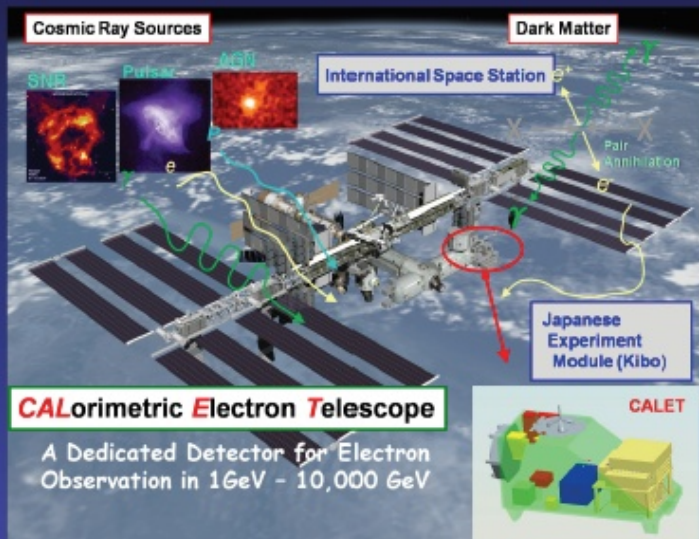 Cosmic Ray Sources
Dark Matter
SNR
Pulsar
AGN
International Space Station
γ
e⁺
P
χ
χ
e
Pair
Annihilation
γ
e⁻
γ
Japanese
Experiment
Module (Kibo)
CALorimetric Electron Telescope
CALET
A Dedicated Detector for Electron
Observation in 1GeV – 10,000 GeV